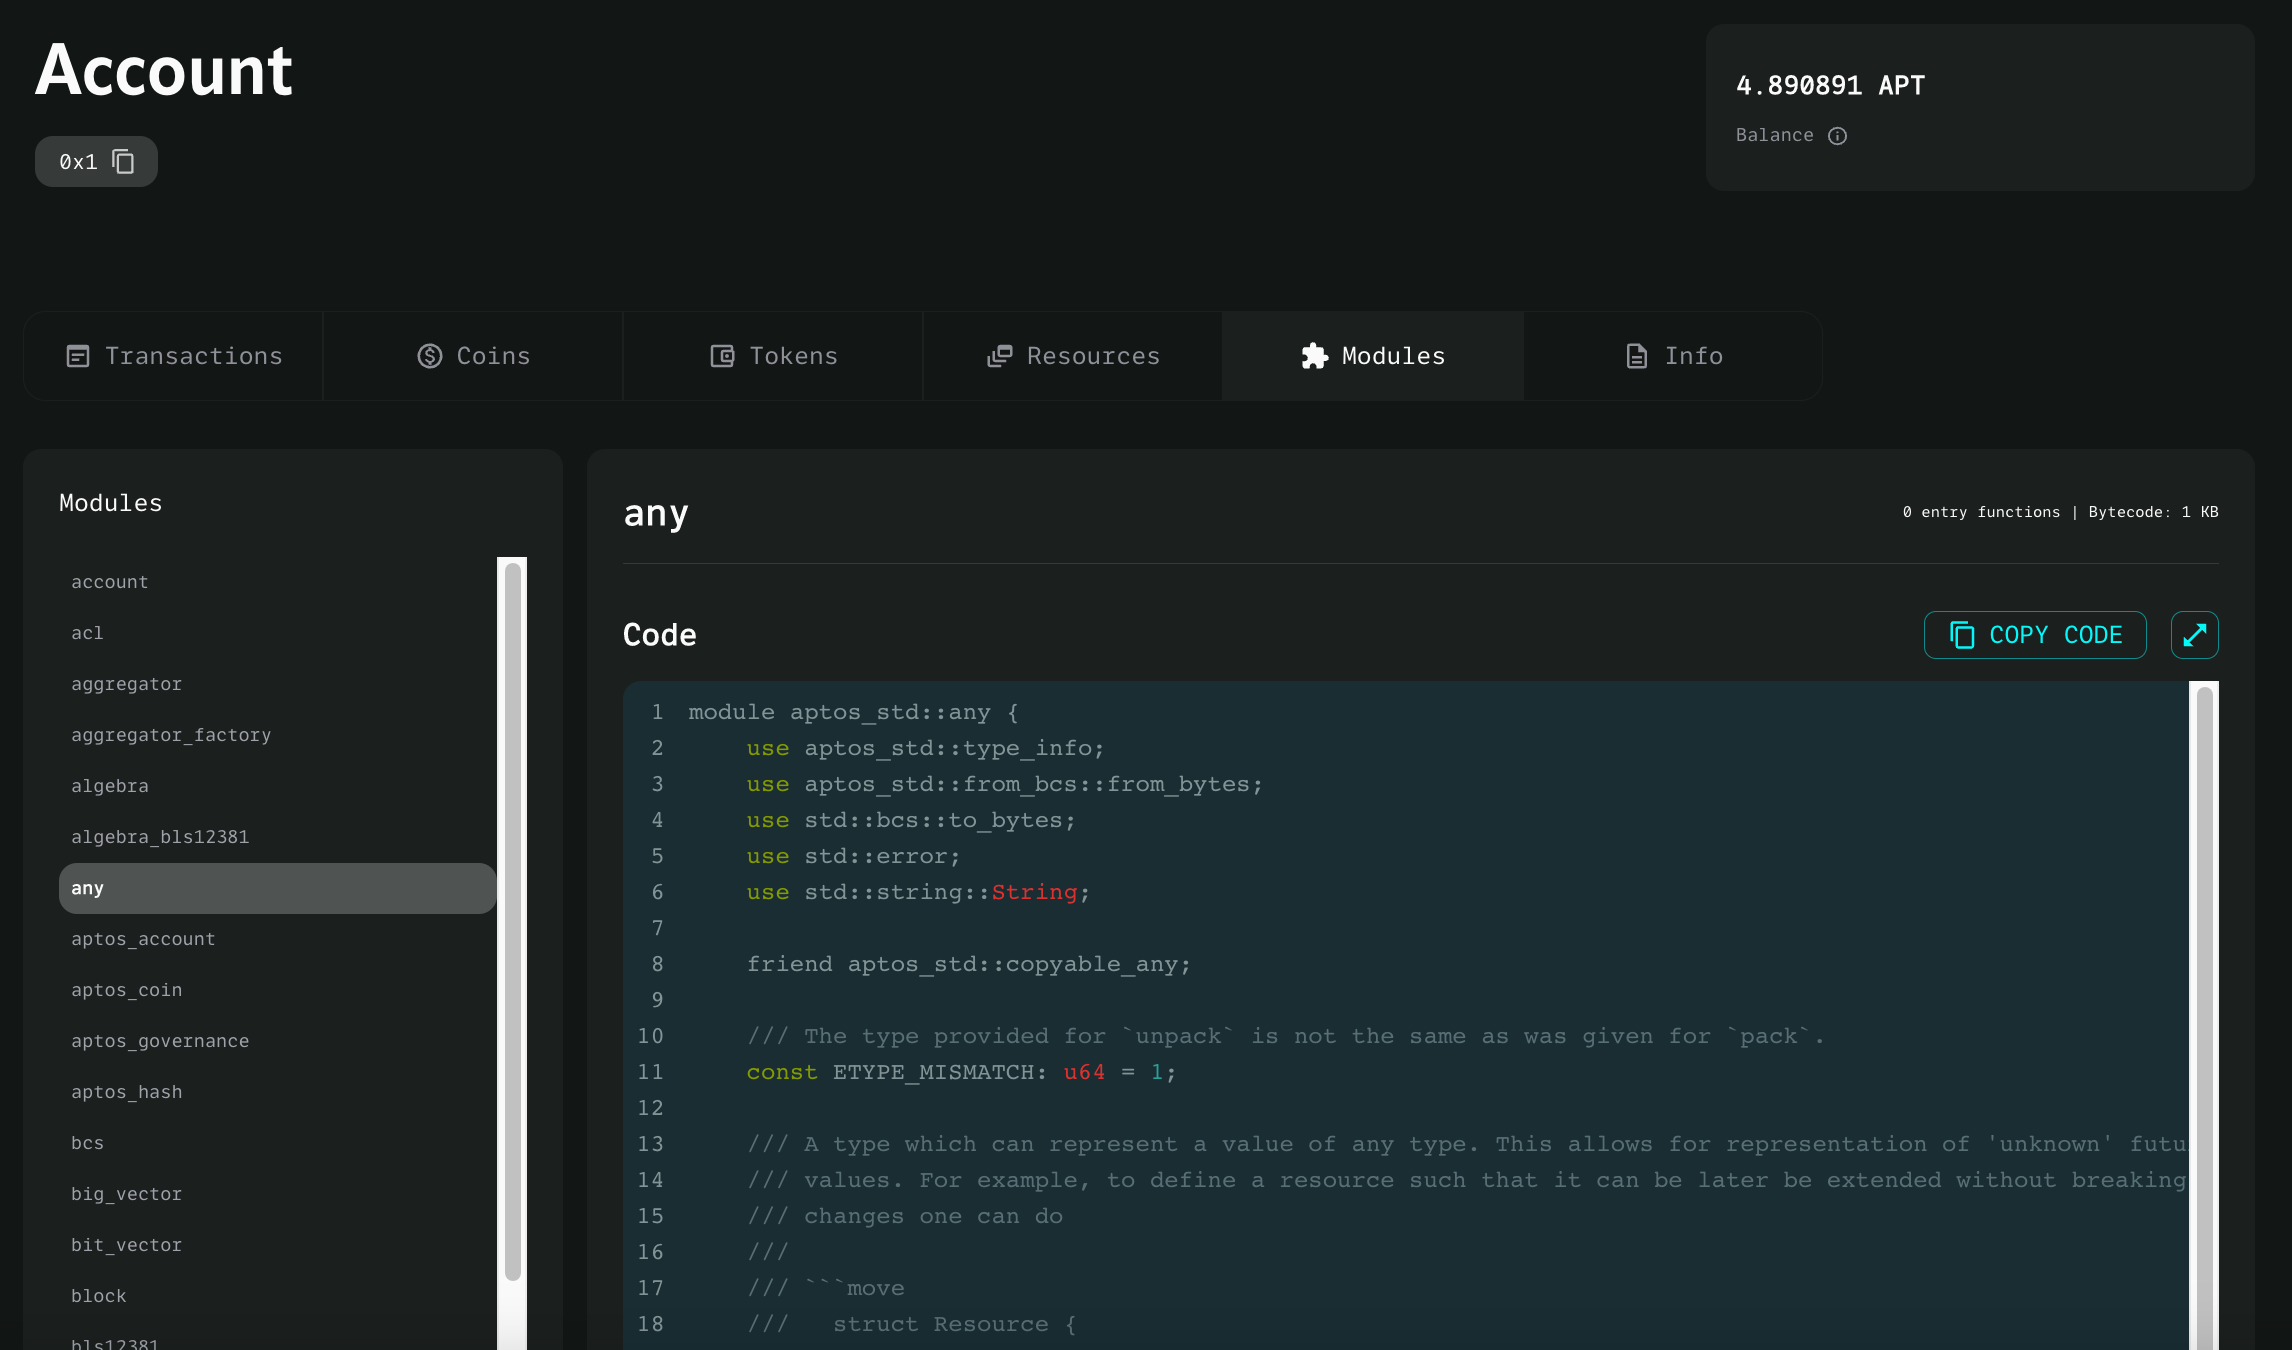 Account
0x1
4.890891 APT
Balance
Transactions
Coins
Tokens
Resources
Modules
Info
Modules
account
acl
aggregator
aggregator_factory
algebra
algebra_bls12381
any
aptos_account
aptos_coin
aptos_governance
aptos_hash
bcs
big_vector
bit_vector
block
bls12381
any
0 entry functions | Bytecode: 1 KB
Code
COPY CODE
1 module aptos_std::any {
2     use aptos_std::type_info;
3     use aptos_std::from_bcs::from_bytes;
4     use std::bcs::to_bytes;
5     use std::error;
6     use std::string::String;
7
8     friend aptos_std::copyable_any;
9
10     /// The type provided for `unpack` is not the same as was given for `pack`.
11     const ETYPE_MISMATCH: u64 = 1;
12
13     /// A type which can represent a value of any type. This allows for representation of 'unknown' futu
14     /// values. For example, to define a resource such that it can be later be extended without breaking
15     /// changes one can do
16     ///
17     /// ```move
18     ///   struct Resource {